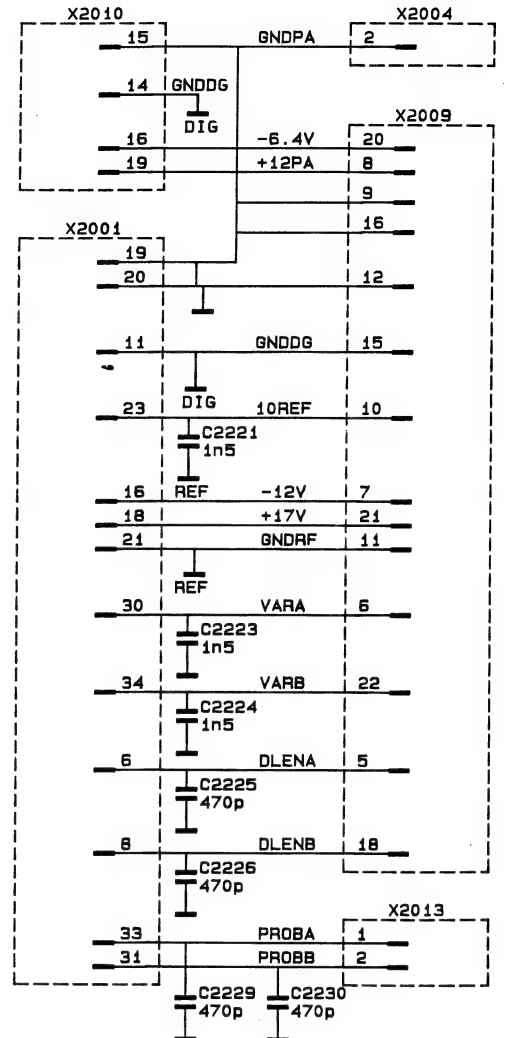 X2010 X2004
15 GNDPA 2
14 GNDDG
DIG
X2009
16 -6.4V 20
19 +12PA 8
9
X2001 16
19
20 12
11 GNDDG 15
DIG
23 10REF 10
C2221
1n5
REF
16 -12V 7
18 +17V 21
21 GNDRF 11
REF
30 VARA 6
C2223
1n5
34 VARB 22
C2224
1n5
6 DLENA 5
C2225
470p
8 DLENB 18
C2226
470p
X2013
33 PROBA 1
31 PROBB 2
C2229 C2230
470p 470p